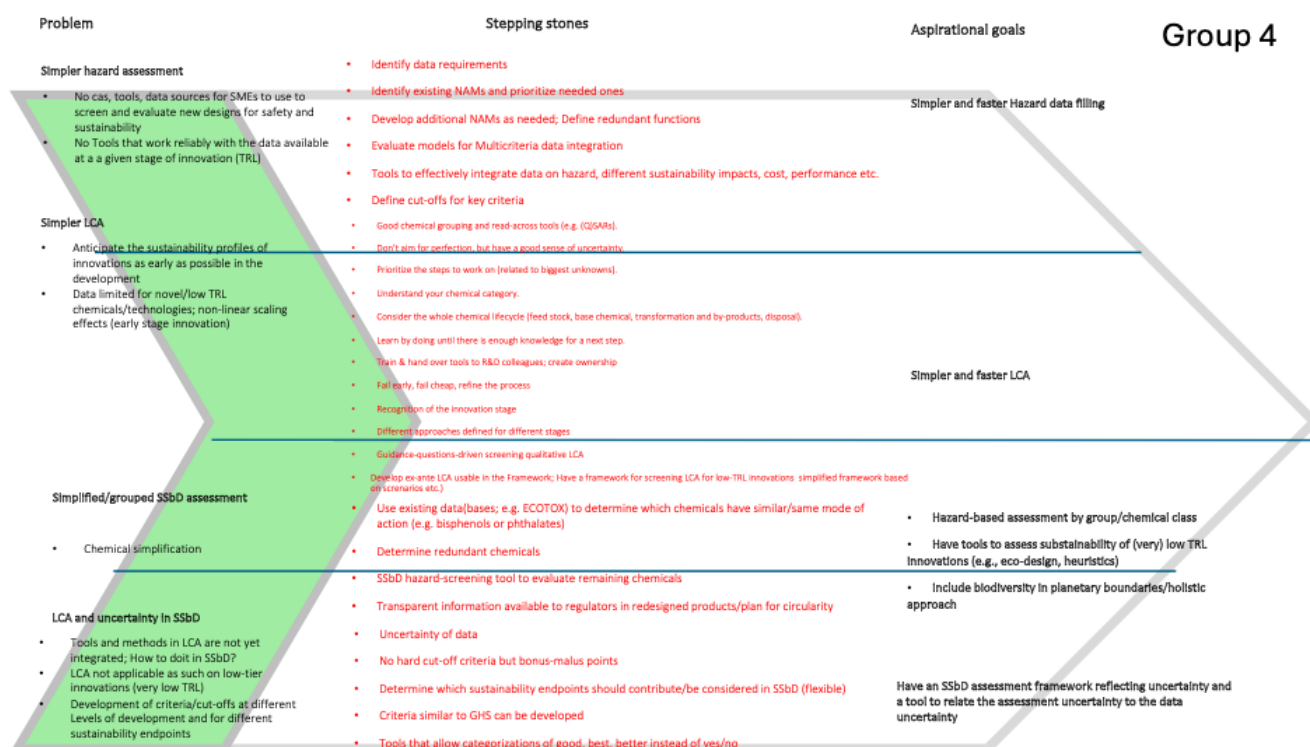 Problem
Simpler hazard assessment
• No cas, tools, data sources for SMEs to use to
screen and evaluate new designs for safety and
sustainability
• No Tools that work reliably with the data available
at a a given stage of innovation (TRL)
Simpler LCA
• Anticipate the sustainability profiles of
innovations as early as possible in the
development
• Data limited for novel/low TRL
chemicals/technologies; non-linear scaling
effects (early stage innovation)
Simplified/grouped SSbD assessment
• Chemical simplification
LCA and uncertainty in SSbD
• Tools and methods in LCA are not yet
integrated; How to doit in SSbD?
• LCA not applicable as such on low-tier
innovations (very low TRL)
• Development of criteria/cut-offs at different
Levels of development and for different
sustainability endpoints
Stepping stones
• Identify data requirements
• Identify existing NAMs and prioritize needed ones
• Develop additional NAMs as needed; Define redundant functions
• Evaluate models for Multicriteria data integration
• Tools to effectively integrate data on hazard, different sustainability impacts, cost, performance etc.
• Define cut-offs for key criteria
• Good chemical grouping and read-across tools (e.g. (Q)SARs).
• Don't aim for perfection, but have a good sense of uncertainty.
• Prioritize the steps to work on [related to biggest unknowns].
• Understand your chemical category.
• Consider the whole chemical lifecycle (feed stock, base chemical, transformation and by-products, disposal).
• Learn by doing until there is enough knowledge for a next step.
• Train & hand over tools to R&D colleagues; create ownership
• Fail early, fail cheap, refine the process
• Recognition of the innovation stage
• Different approaches defined for different stages
• Guidance-questions-driven screening qualitative LCA
• Develop ex-ante LCA usable in the Framework; Have a framework for screening LCA for low-TRL innovations simplified framework based
on screnarios etc.)
• Use existing data(bases; e.g. ECOTOX) to determine which chemicals have similar/same mode of
action (e.g. bisphenols or phthalates)
• Determine redundant chemicals
• SSbD hazard-screening tool to evaluate remaining chemicals
• Transparent information available to regulators in redesigned products/plan for circularity
• Uncertainty of data
• No hard cut-off criteria but bonus-malus points
• Determine which sustainability endpoints should contribute/be considered in SSbD (flexible)
• Criteria similar to GHS can be developed
• Tools that allow categorizations of good, best, better instead of yes/no
Aspirational goals
Group 4
Simpler and faster Hazard data filling
Simpler and faster LCA
• Hazard-based assessment by group/chemical class
• Have tools to assess substainability of (very) low TRL
innovations (e.g., eco-design, heuristics)
• Include biodiversity in planetary boundaries/holistic
approach
Have an SSbD assessment framework reflecting uncertainty and
a tool to relate the assessment uncertainty to the data
uncertainty